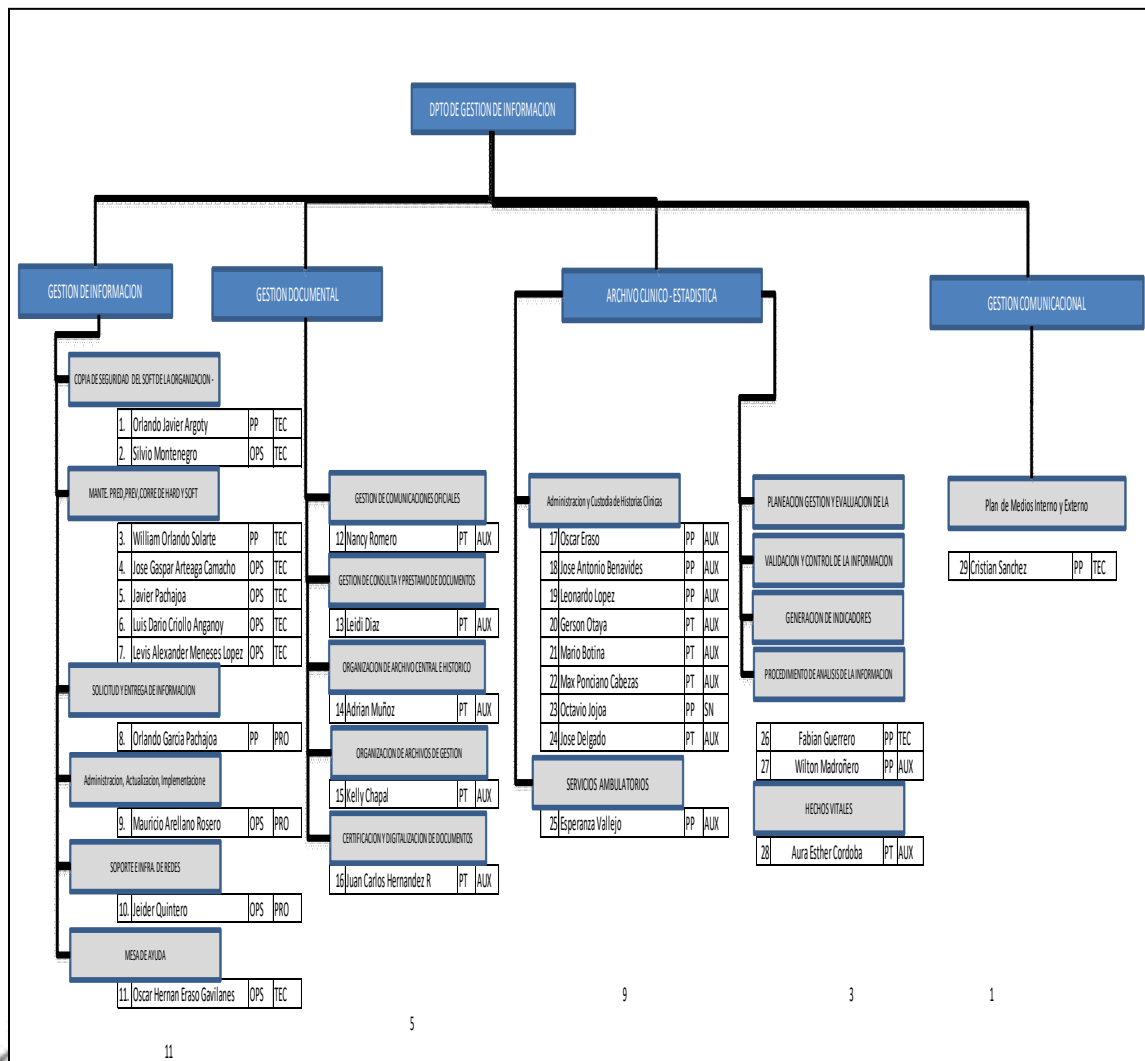 DPTO DE GESTION DE INFORMACION
GESTION DE INFORMACION
COPIA DE SEGURIDAD DEL SOFT DE LA ORGANIZACION -
1. Orlando Javier Argoty PP TEC
2. Silvio Montenegro OPS TEC
MANTE. PRED,PREV,CORRE DE HARD Y SOFT
3. William Orlando Solarte PP TEC
4. Jose Gaspar Arteaga Camacho OPS TEC
5. Javier Pachajoa OPS TEC
6. Luis Dario Criollo Anganoy OPS TEC
7. Levis Alexander Meneses Lopez OPS TEC
SOLICITUD Y ENTREGA DE INFORMACION
8. Orlando Garcia Pachajoa PP PRO
Administracion, Actualizacion, Implementacione
9. Mauricio Arellano Rosero OPS PRO
SOPORTE E INFRA. DE REDES
10. Jeider Quintero OPS PRO
MESA DE AYUDA
11. Oscar Hernan Eraso Gavilanes OPS TEC
11
GESTION DOCUMENTAL
GESTION DE COMUNICACIONES OFICIALES
12 Nancy Romero PT AUX
GESTION DE CONSULTA Y PRESTAMO DE DOCUMENTOS
13 Leidi Diaz PT AUX
ORGANIZACION DE ARCHIVO CENTRAL E HISTORICO
14 Adrian Muñoz PT AUX
ORGANIZACION DE ARCHIVOS DE GESTION
15 Kelly Chapal PT AUX
CERTIFICACION Y DIGITALIZACION DE DOCUMENTOS
16 Juan Carlos Hernandez R PT AUX
5
ARCHIVO CLINICO - ESTADISTICA
Administracion y Custodia de Historias Clinicas
17 Oscar Eraso PP AUX
18 Jose Antonio Benavides PP AUX
19 Leonardo Lopez PP AUX
20 Gerson Otaya PT AUX
21 Mario Botina PT AUX
22 Max Ponciano Cabezas PT AUX
23 Octavio Jojoa PP SN
24 Jose Delgado PT AUX
SERVICIOS AMBULATORIOS
25 Esperanza Vallejo PP AUX
9
PLANEACION GESTION Y EVALUACION DE LA
VALIDACION Y CONTROL DE LA INFORMACION
GENERACION DE INDICADORES
PROCEDIMIENTO DE ANALISIS DE LA INFORMACION
26 Fabian Guerrero PP TEC
27 Wilton Madroñero PP AUX
HECHOS VITALES
28 Aura Esther Cordoba PT AUX
3
GESTION COMUNICACIONAL
Plan de Medios Interno y Externo
29 Cristian Sanchez PP TEC
1